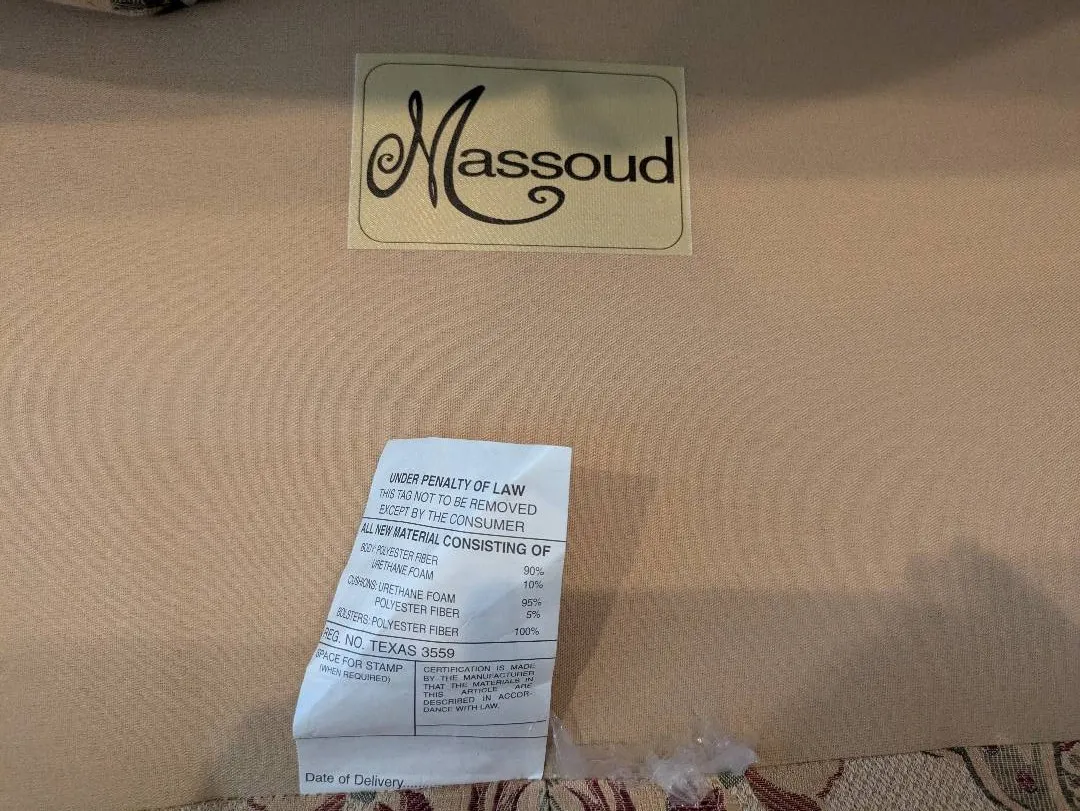 Massoud
UNDER PENALTY OF LAW
THIS TAG NOT TO BE REMOVED
EXCEPT BY THE CONSUMER
ALL NEW MATERIAL CONSISTING OF
BODY: POLYESTER FIBER 90%
URETHANE FOAM 10%
CUSHIONS: URETHANE FOAM 95%
POLYESTER FIBER 5%
BOLSTERS: POLYESTER FIBER 100%
REG. NO. TEXAS 3559
SPACE FOR STAMP
(WHEN REQUIRED)
CERTIFICATION IS MADE
BY THE MANUFACTURER
THAT THE MATERIALS IN
THIS ARTICLE ARE
DESCRIBED IN ACCOR-
DANCE WITH LAW.
Date of Delivery......